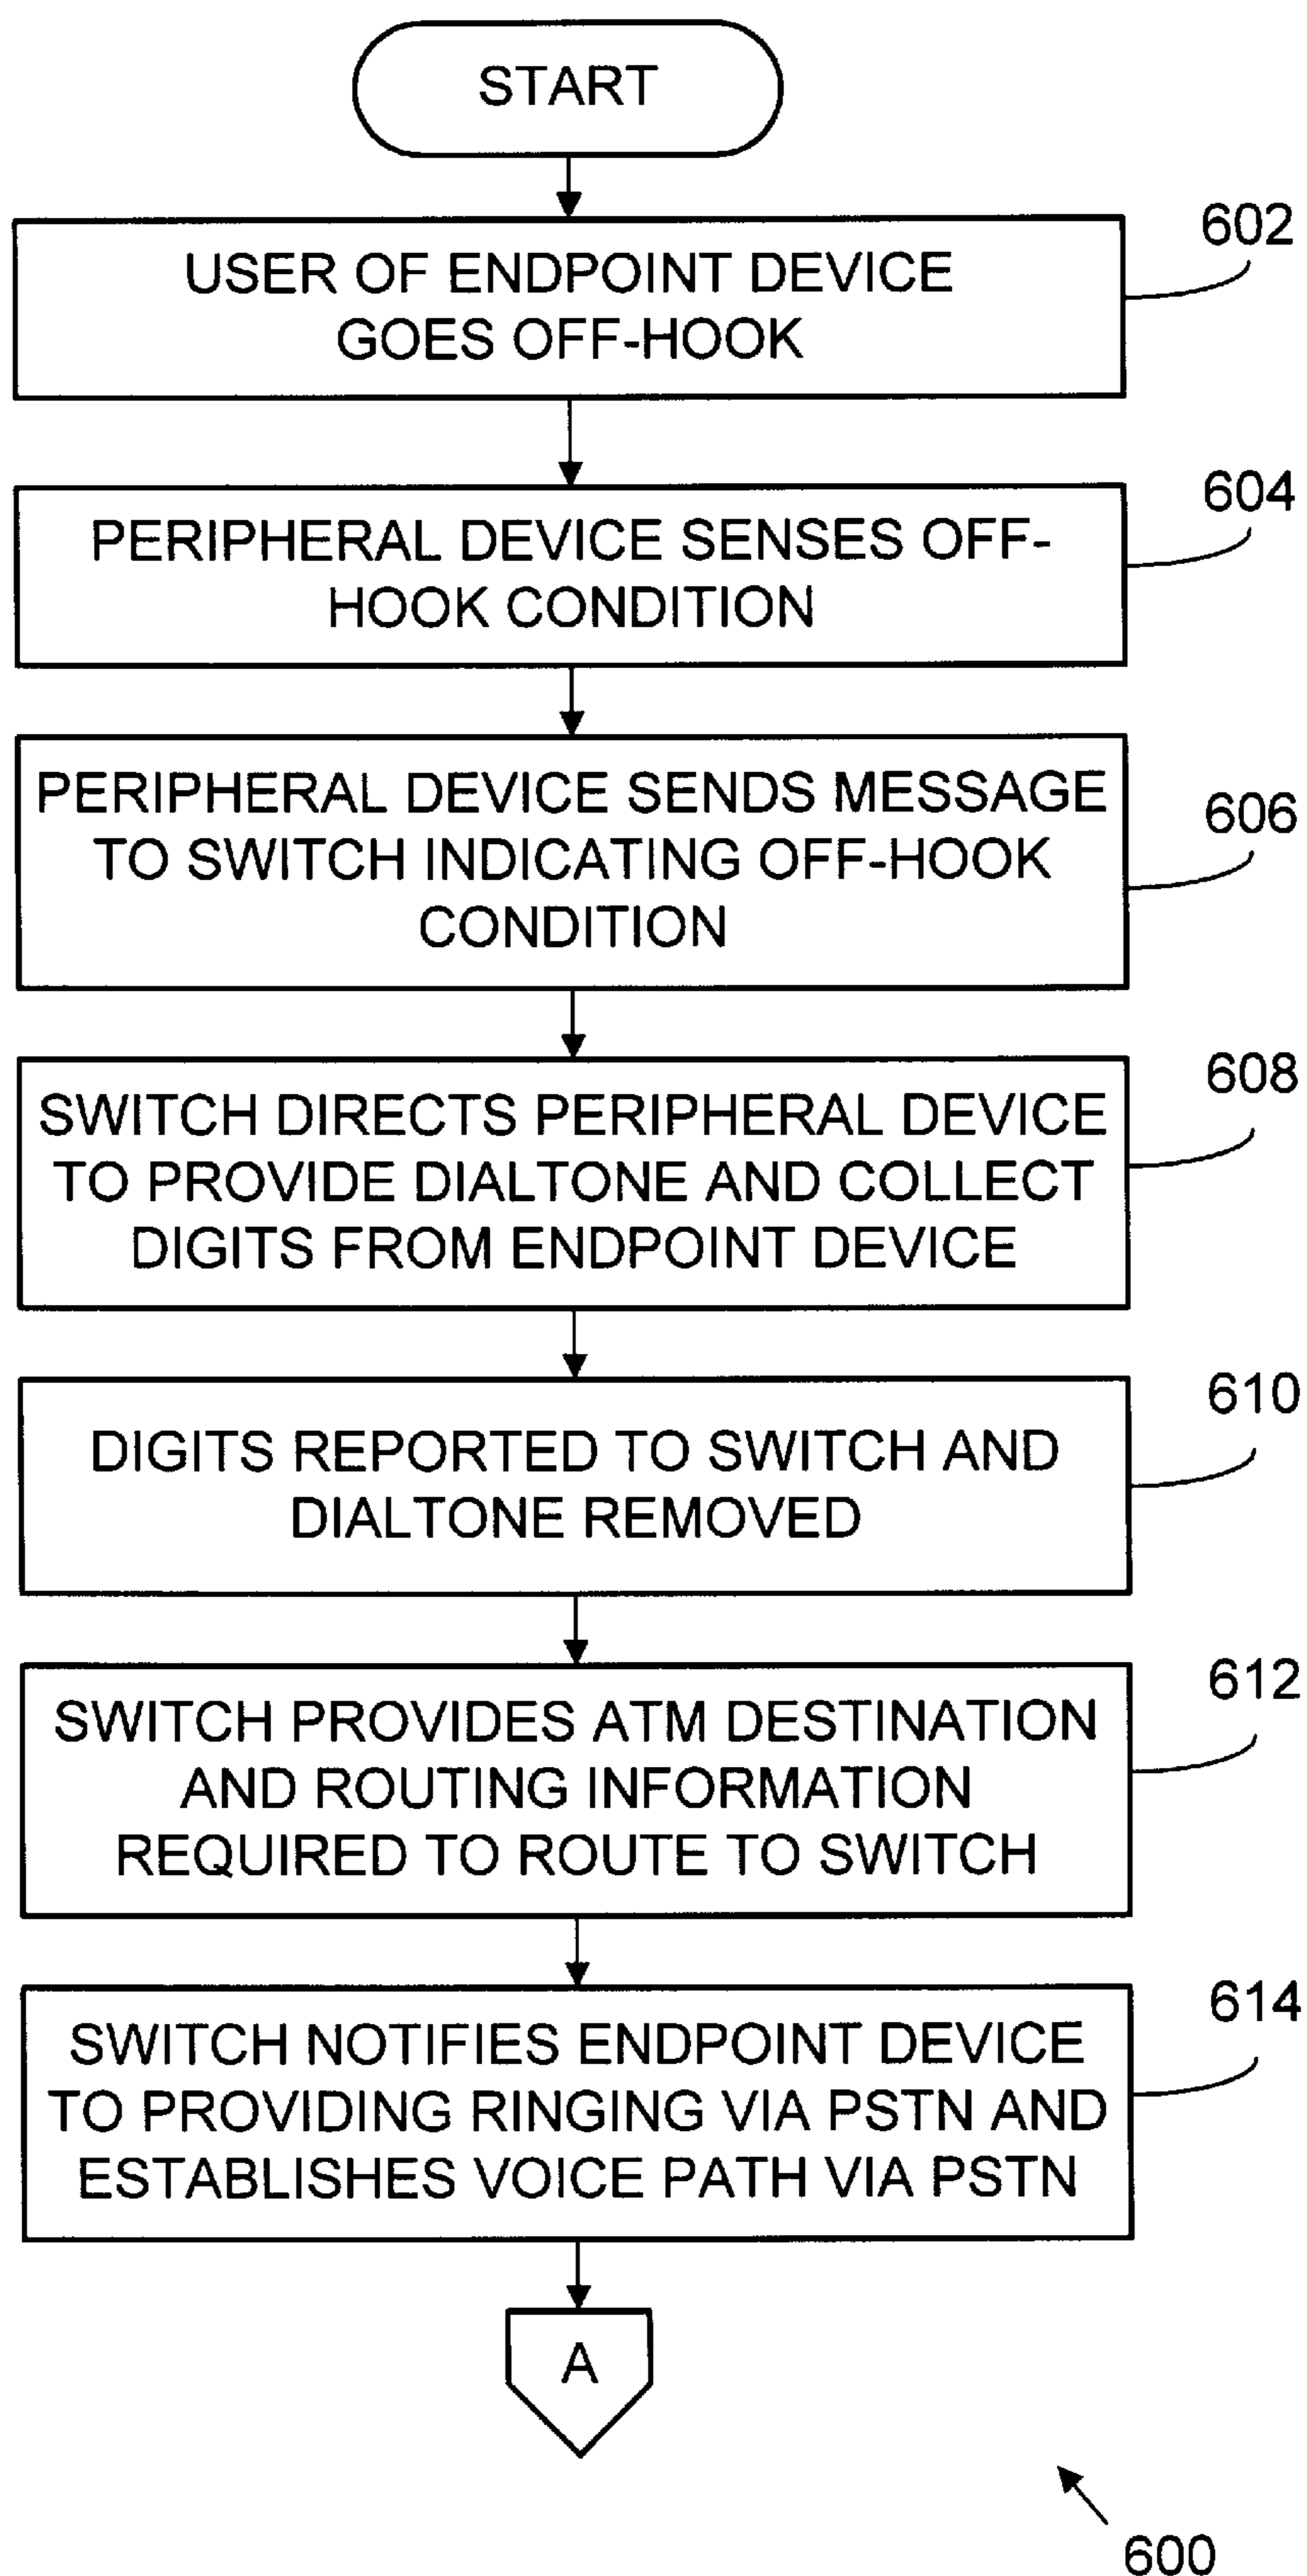 START
602
USER OF ENDPOINT DEVICE
GOES OFF-HOOK
604
PERIPHERAL DEVICE SENSES OFF-
HOOK CONDITION
606
PERIPHERAL DEVICE SENDS MESSAGE
TO SWITCH INDICATING OFF-HOOK
CONDITION
608
SWITCH DIRECTS PERIPHERAL DEVICE
TO PROVIDE DIALTONE AND COLLECT
DIGITS FROM ENDPOINT DEVICE
610
DIGITS REPORTED TO SWITCH AND
DIALTONE REMOVED
612
SWITCH PROVIDES ATM DESTINATION
AND ROUTING INFORMATION
REQUIRED TO ROUTE TO SWITCH
614
SWITCH NOTIFIES ENDPOINT DEVICE
TO PROVIDING RINGING VIA PSTN AND
ESTABLISHES VOICE PATH VIA PSTN
A
600